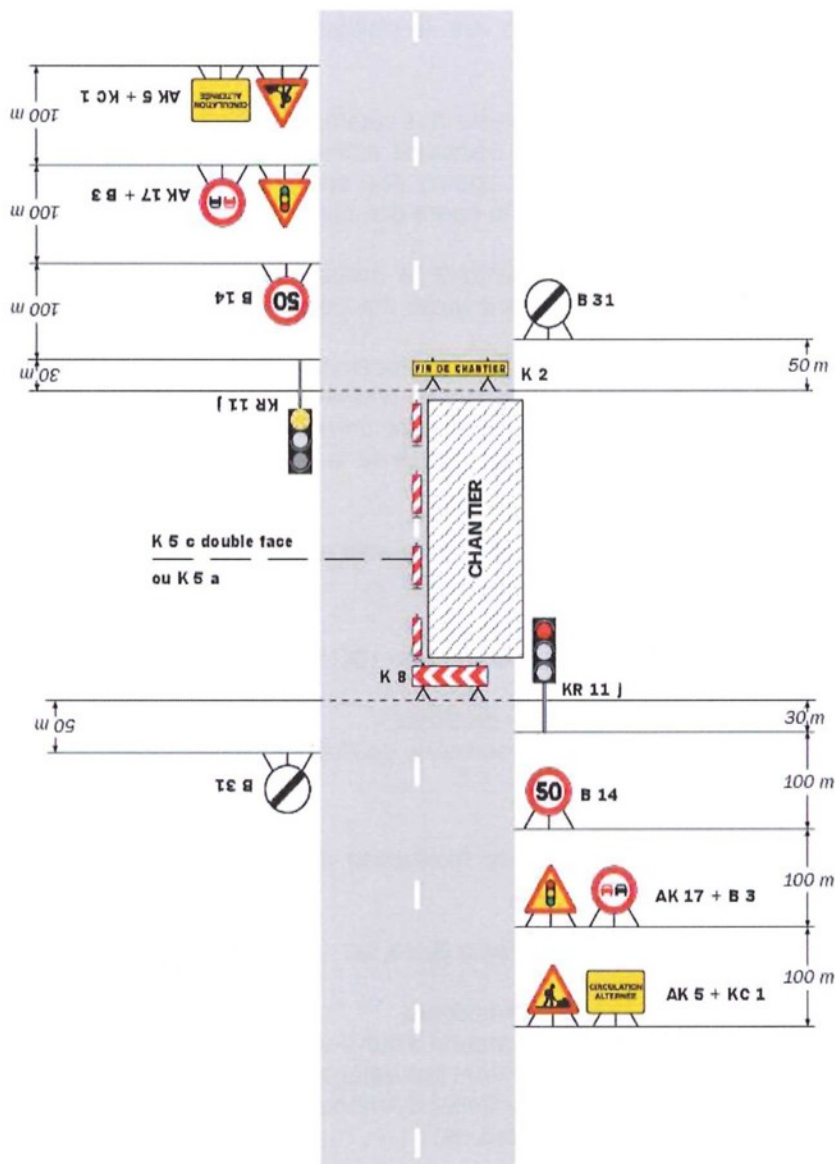 AK 5 + KC 1
CIRCULATION
ALTERNÉE
100 m
AK 17 + B 3
100 m
50
B 14
100 m
B 31
50 m
FIN DE CHANTIER
K 2
30 m
KR 11 j
CHANTIER
K 5 c double face
ou K 5 a
K 8
KR 11 j
30 m
50 m
B 31
50
B 14
100 m
AK 17 + B 3
100 m
CIRCULATION
ALTERNÉE
AK 5 + KC 1
100 m